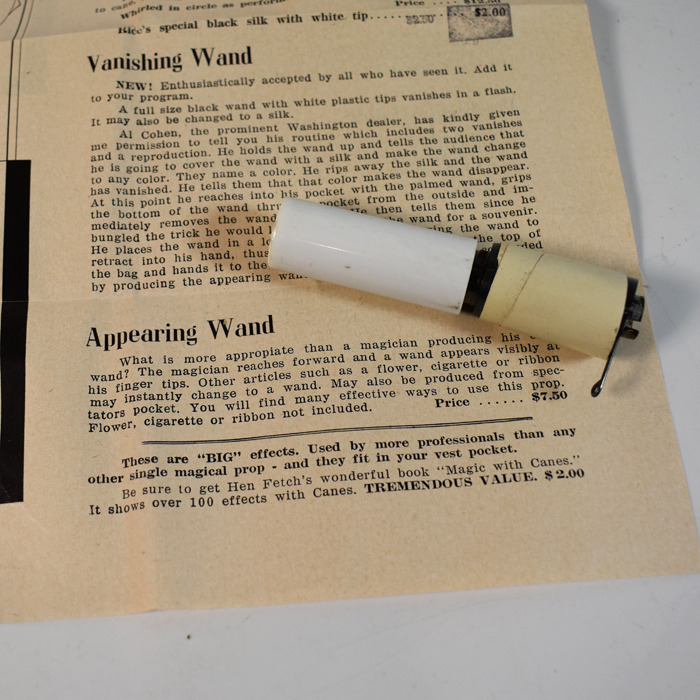 to cane. Whirled in circle as perform Price .... $12.50
Rice's special black silk with white tip..... $2.50 $2.00
Vanishing Wand
NEW! Enthusiastically accepted by all who have seen it. Add it
to your program.
A full size black wand with white plastic tips vanishes in a flash.
It may also be changed to a silk.
Al Cohen, the prominent Washington dealer, has kindly given
me permission to tell you his routine which includes two vanishes
and a reproduction. He holds the wand up and tells the audience that
he is going to cover the wand with a silk and make the wand change
to any color. They name a color. He rips away the silk and the wand
has vanished. He tells them that that color makes the wand disappear.
At this point he reaches into his pocket with the palmed wand, grips
the bottom of the wand thr pocket from the outside and im-
mediately removes the wand He then tells them since he
bungled the trick he would the wand for a souvenir.
He places the wand in a the wand to
retract into his hand, thus the top of
the bag and hands it to the
by producing the appearing
Appearing Wand
What is more appropiate than a magician producing his
wand? The magician reaches forward and a wand appears visibly at
his finger tips. Other articles such as a flower, cigarette or ribbon
may instantly change to a wand. May also be produced from spec-
tators pocket. You will find many effective ways to use this prop.
Flower, cigarette or ribbon not included. Price ...... $7.50
These are "BIG" effects. Used by more professionals than any
other single magical prop - and they fit in your vest pocket.
Be sure to get Hen Fetch's wonderful book "Magic with Canes."
It shows over 100 effects with Canes. TREMENDOUS VALUE. $2.00